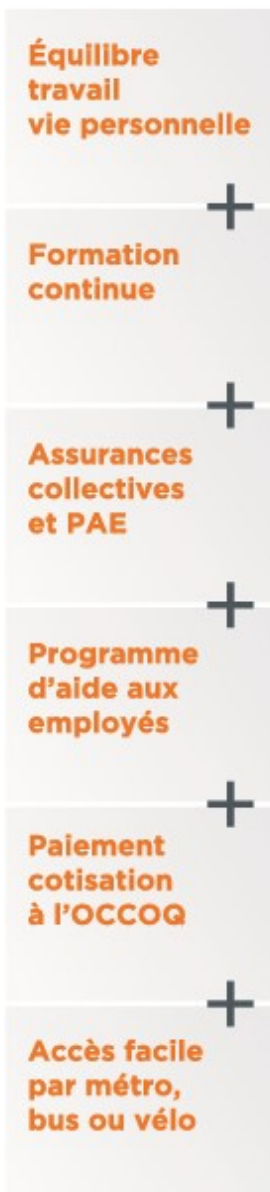 Équilibre
travail
vie personnelle
Formation
continue
Assurances
collectives
et PAE
Programme
d’aide aux
employés
Paiement
cotisation
à l’OCCOQ
Accès facile
par métro,
bus ou vélo